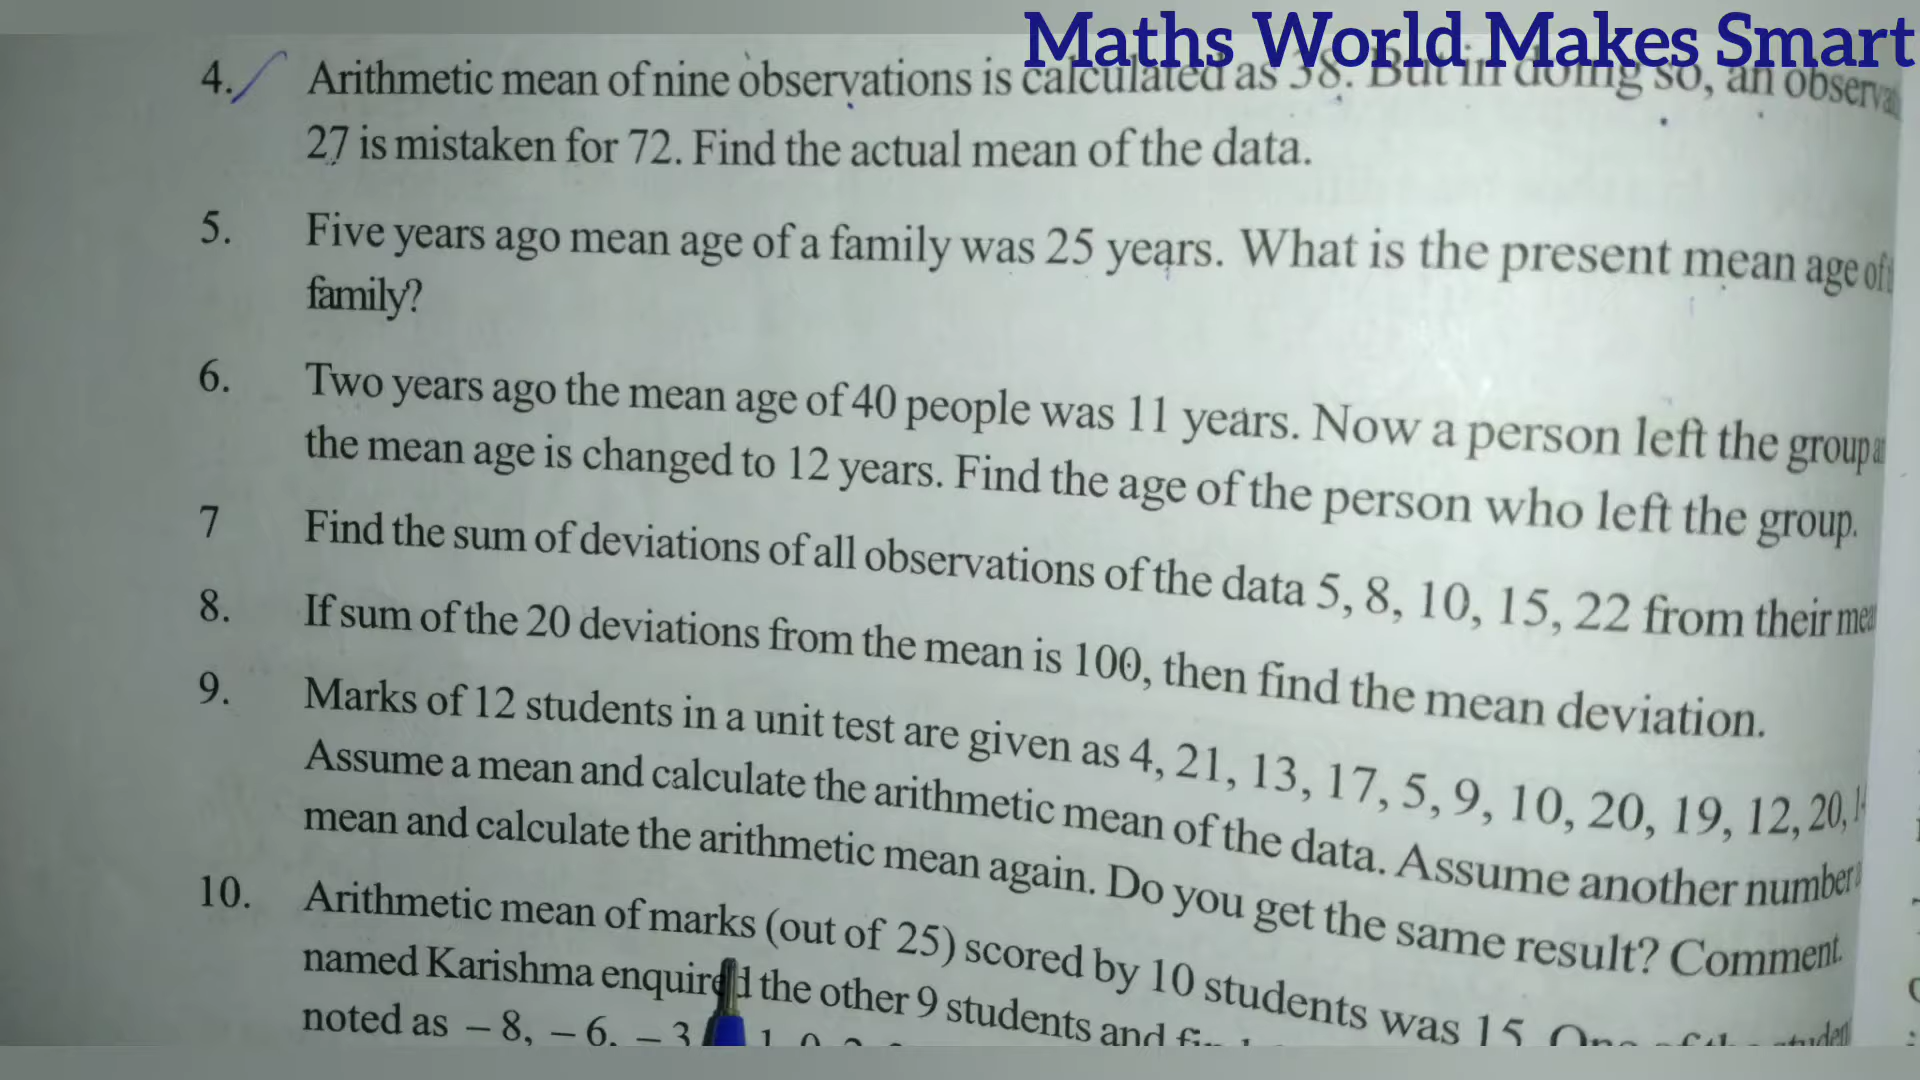 Maths World Makes Smart
4. Arithmetic mean of nine observations is calculated as 38. But in doing so, an
27 is mistaken for 72. Find the actual mean of the data.
5. Five years ago mean age of a family was 25 years. What is the present mean age of
family?
6. Two years ago the mean age of 40 people was 11 years. Now a person left the group
the mean age is changed to 12 years. Find the age of the person who left the group.
7 Find the sum of deviations of all observations of the data 5, 8, 10, 15, 22 from their
8. If sum of the 20 deviations from the mean is 100, then find the mean deviation.
9. Marks of 12 students in a unit test are given as 4, 21, 13, 17, 5, 9, 10, 20, 19, 12, 20,
Assume a mean and calculate the arithmetic mean of the data. Assume another number
mean and calculate the arithmetic mean again. Do you get the same result? Comment.
10. Arithmetic mean of marks (out of 25) scored by 10 students was 15. One of the
named Karishma enquired the other 9 students and
noted as – 8, – 6, – 3